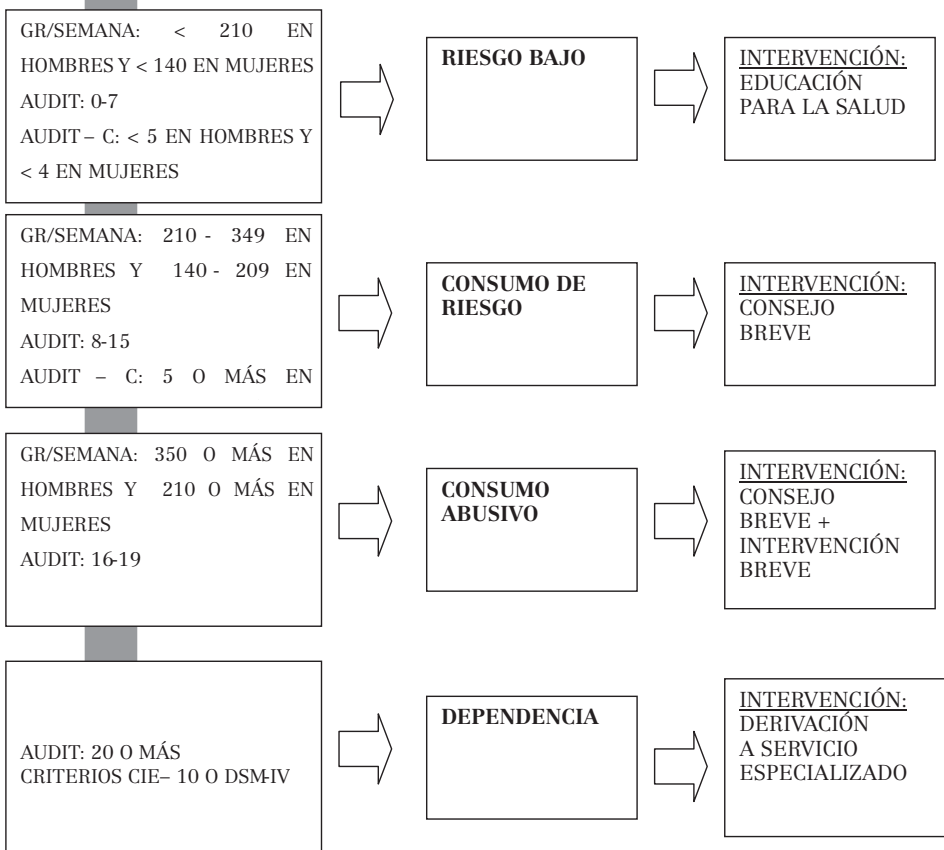 GR/SEMANA: < 210 EN
HOMBRES Y < 140 EN MUJERES
AUDIT: 0-7
AUDIT – C: < 5 EN HOMBRES Y
< 4 EN MUJERES
RIESGO BAJO
INTERVENCIÓN:
EDUCACIÓN
PARA LA SALUD
GR/SEMANA: 210 - 349 EN
HOMBRES Y 140 - 209 EN
MUJERES
AUDIT: 8-15
AUDIT – C: 5 O MÁS EN
CONSUMO DE
RIESGO
INTERVENCIÓN:
CONSEJO
BREVE
GR/SEMANA: 350 O MÁS EN
HOMBRES Y 210 O MÁS EN
MUJERES
AUDIT: 16-19
CONSUMO
ABUSIVO
INTERVENCIÓN:
CONSEJO
BREVE +
INTERVENCIÓN
BREVE
AUDIT: 20 O MÁS
CRITERIOS CIE– 10 O DSM-IV
DEPENDENCIA
INTERVENCIÓN:
DERIVACIÓN
A SERVICIO
ESPECIALIZADO